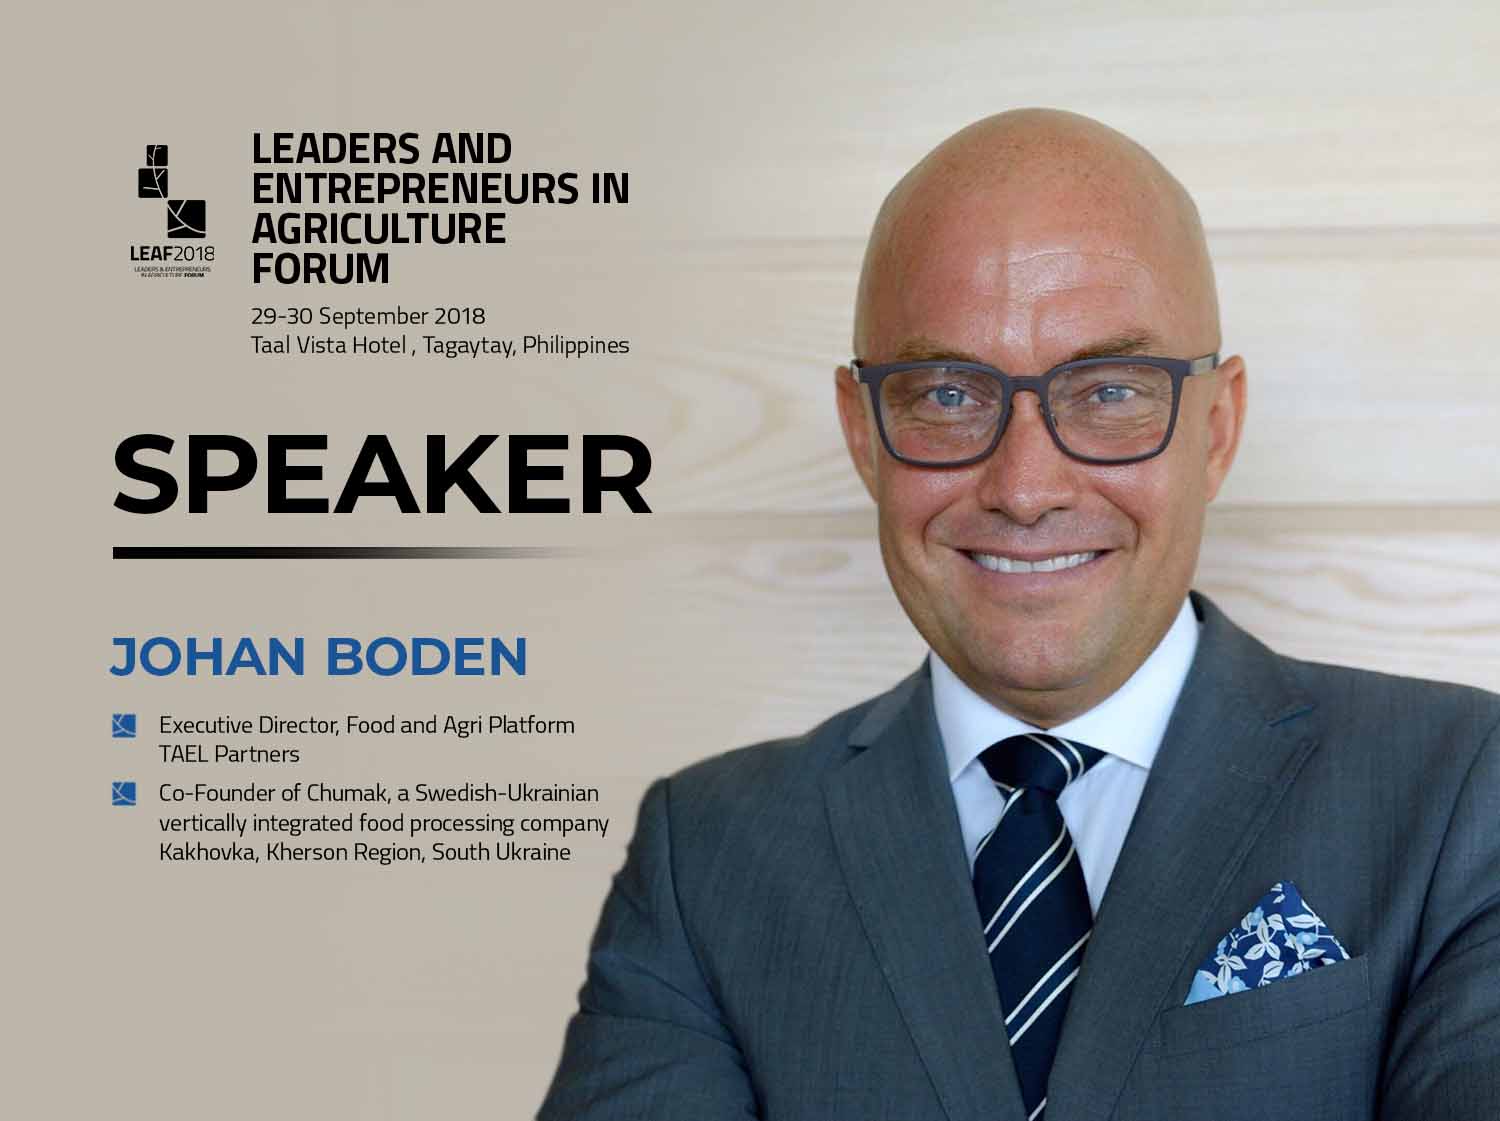 LEADERS AND
ENTREPRENEURS IN
AGRICULTURE
FORUM
LEAF2018
LEADERS & ENTREPRENEURS
IN AGRICULTURE FORUM
29-30 September 2018
Taal Vista Hotel , Tagaytay, Philippines
SPEAKER
JOHAN BODEN
Executive Director, Food and Agri Platform
TAEL Partners
Co-Founder of Chumak, a Swedish-Ukrainian
vertically integrated food processing company
Kakhovka, Kherson Region, South Ukraine